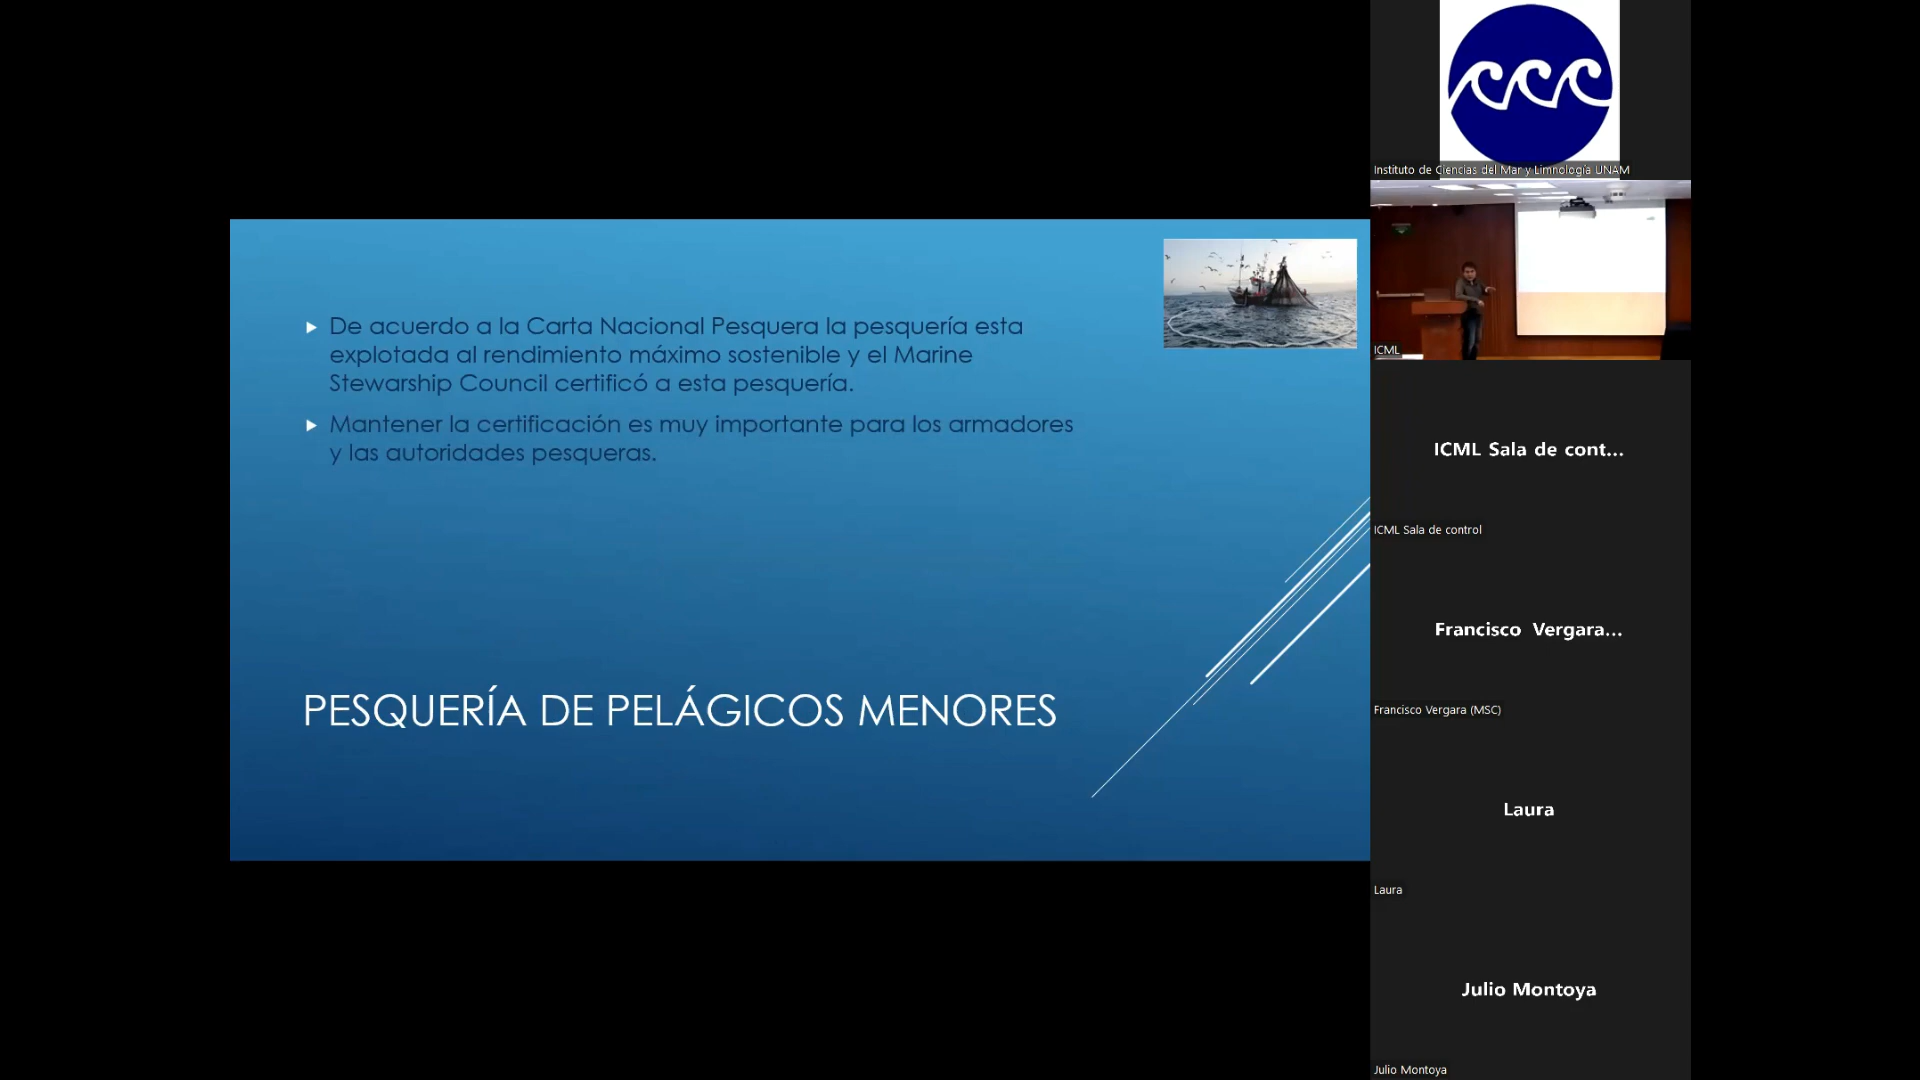 De acuerdo a la Carta Nacional Pesquera la pesquería esta
explotada al rendimiento máximo sostenible y el Marine
Stewarship Council certificó a esta pesquería.
Mantener la certificación es muy importante para los armadores
y las autoridades pesqueras.
PESQUERÍA DE PELÁGICOS MENORES
Instituto de Ciencias del Mar y Limnología UNAM
ICML
ICML Sala de cont...
ICML Sala de control
Francisco Vergara...
Francisco Vergara (MSC)
Laura
Laura
Julio Montoya
Julio Montoya